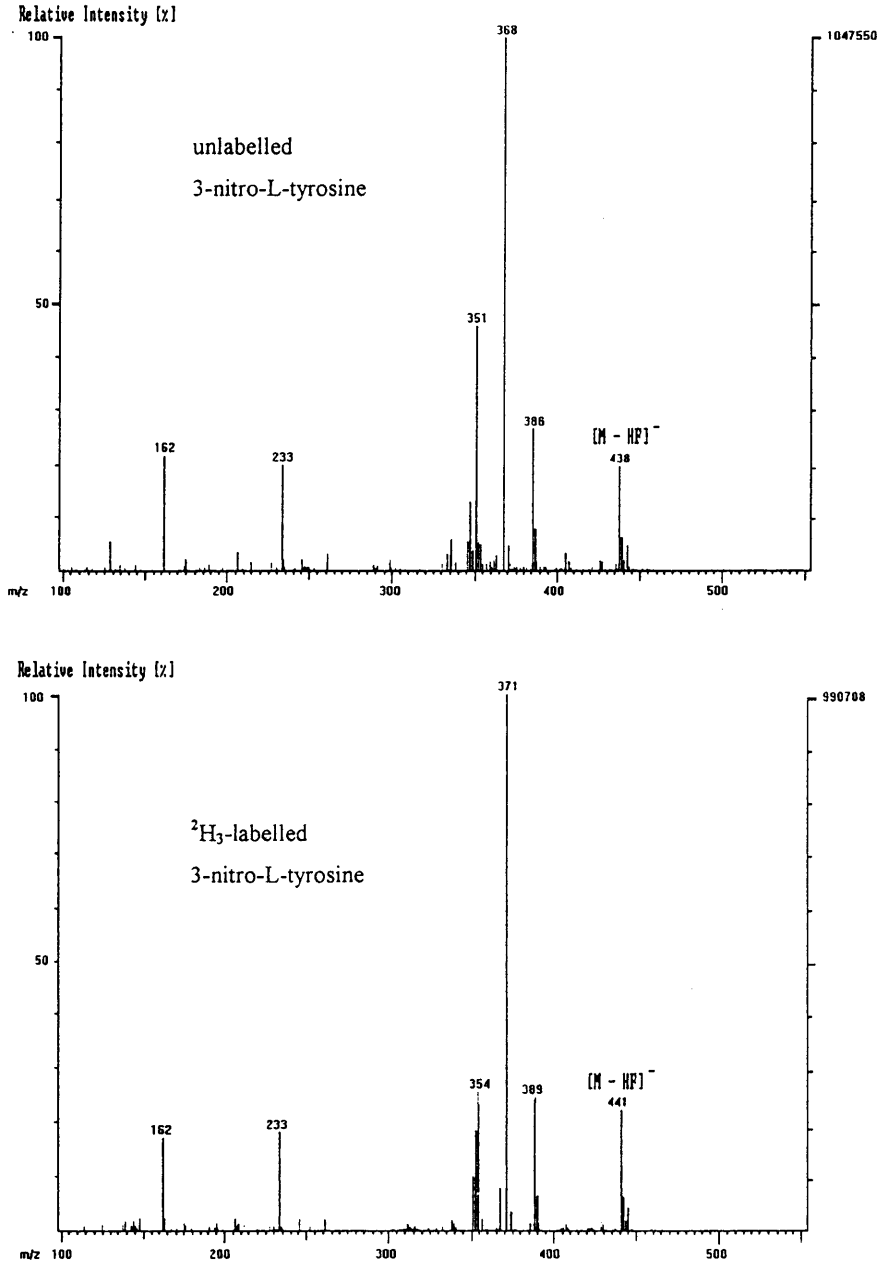 Relative Intensity [%]
100
1047550
368
unlabelled
3-nitro-L-tyrosine
50
351
386
[M - HF]⁻
438
162
233
m/z
100
200
300
400
500
Relative Intensity [%]
100
990708
371
²H₃-labelled
3-nitro-L-tyrosine
50
354
389
[M - HF]⁻
441
162
233
m/z
100
200
300
400
500